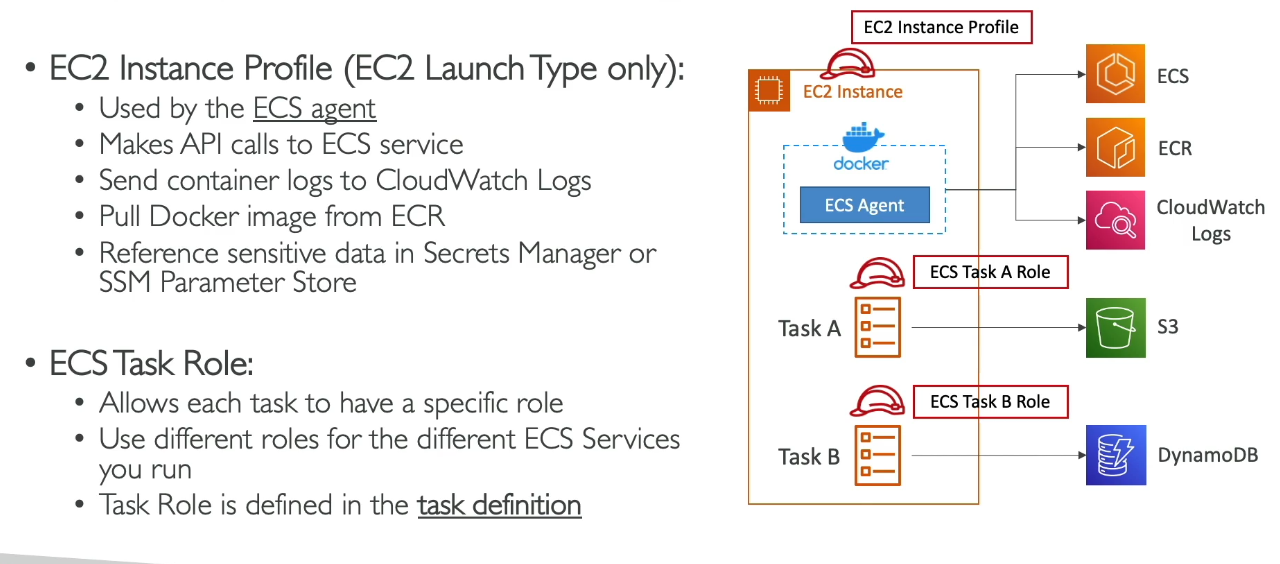 • EC2 Instance Profile (EC2 Launch Type only):
• Used by the ECS agent
• Makes API calls to ECS service
• Send container logs to CloudWatch Logs
• Pull Docker image from ECR
• Reference sensitive data in Secrets Manager or
SSM Parameter Store
• ECS Task Role:
• Allows each task to have a specific role
• Use different roles for the different ECS Services
you run
• Task Role is defined in the task definition
EC2 Instance Profile
EC2 Instance
docker
ECS Agent
ECS
ECR
CloudWatch
Logs
ECS Task A Role
Task A
S3
ECS Task B Role
Task B
DynamoDB